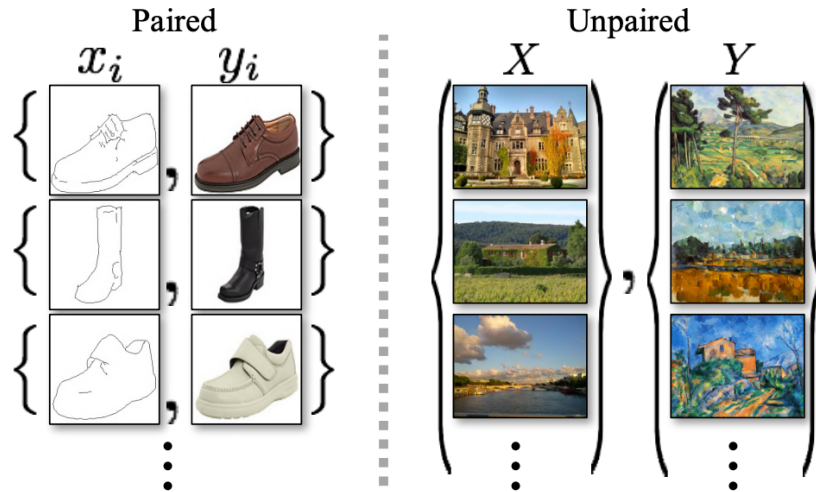 Paired
Unpaired
x_i
y_i
X
Y
{ , }
{ , }
{ , }
( ) , ( )